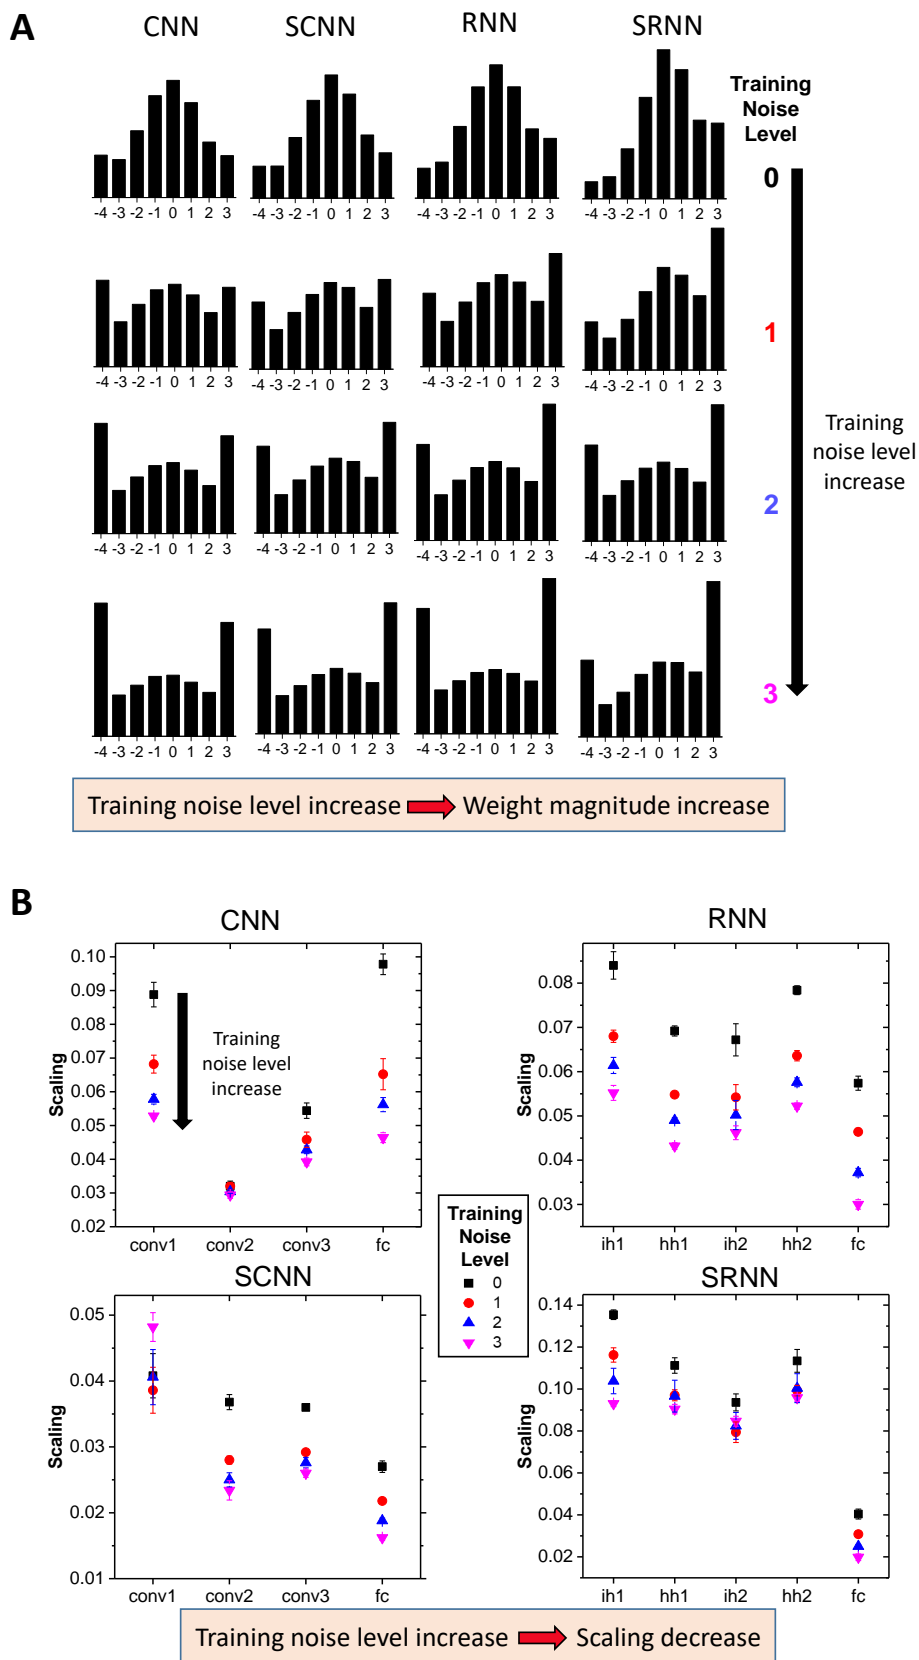 A
CNN SCNN RNN SRNN
Training
Noise
Level
0
-4 -3 -2 -1 0 1 2 3 -4 -3 -2 -1 0 1 2 3 -4 -3 -2 -1 0 1 2 3 -4 -3 -2 -1 0 1 2 3
1
-4 -3 -2 -1 0 1 2 3 -4 -3 -2 -1 0 1 2 3 -4 -3 -2 -1 0 1 2 3 -4 -3 -2 -1 0 1 2 3
Training
noise level
increase
2
-4 -3 -2 -1 0 1 2 3 -4 -3 -2 -1 0 1 2 3 -4 -3 -2 -1 0 1 2 3 -4 -3 -2 -1 0 1 2 3
3
-4 -3 -2 -1 0 1 2 3 -4 -3 -2 -1 0 1 2 3 -4 -3 -2 -1 0 1 2 3 -4 -3 -2 -1 0 1 2 3
Training noise level increase Weight magnitude increase
B
CNN
Scaling
0.10
0.09
0.08
0.07
0.06
0.05
0.04
0.03
0.02
Training
noise level
increase
conv1 conv2 conv3 fc
RNN
Scaling
0.08
0.07
0.06
0.05
0.04
0.03
ih1 hh1 ih2 hh2 fc
Training
Noise
Level
0
1
2
3
SCNN
Scaling
0.05
0.04
0.03
0.02
0.01
conv1 conv2 conv3 fc
SRNN
Scaling
0.14
0.12
0.10
0.08
0.06
0.04
0.02
ih1 hh1 ih2 hh2 fc
Training noise level increase Scaling decrease